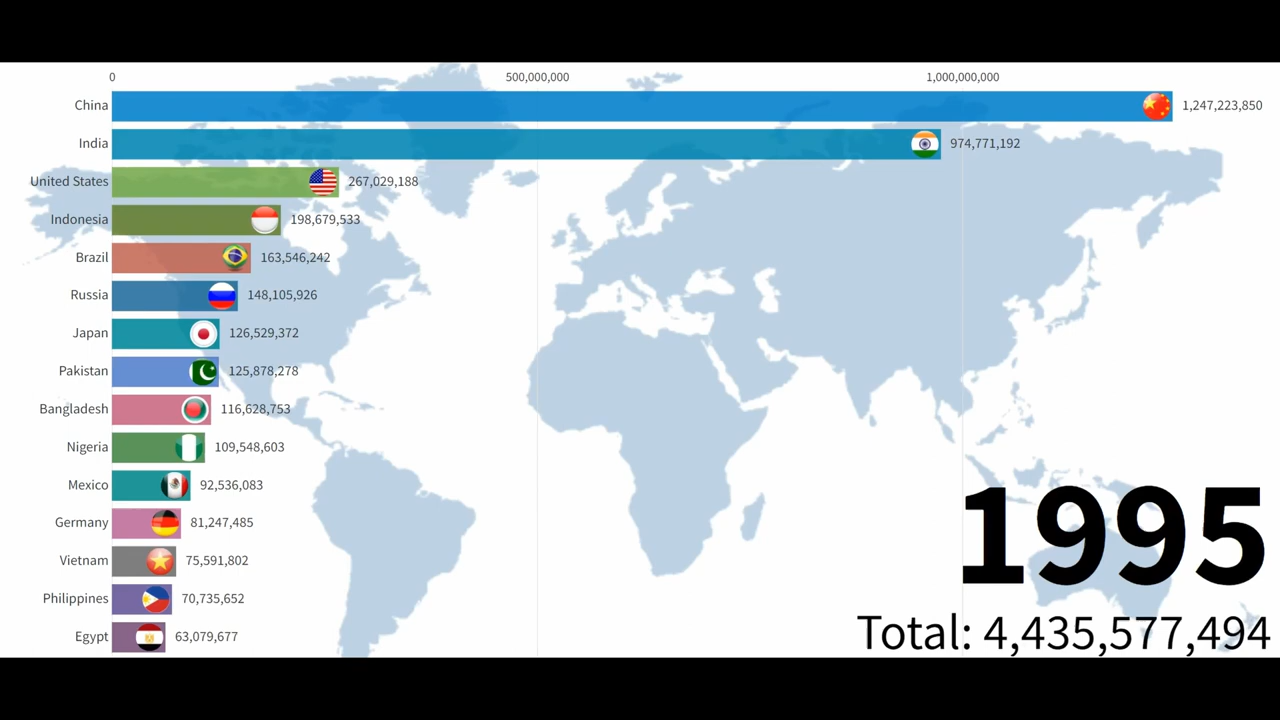 0 500,000,000 1,000,000,000
China 1,247,223,850
India 974,771,192
United States 267,029,188
Indonesia 198,679,533
Brazil 163,546,242
Russia 148,105,926
Japan 126,529,372
Pakistan 125,878,278
Bangladesh 116,628,753
Nigeria 109,548,603
Mexico 92,536,083
Germany 81,247,485
Vietnam 75,591,802
Philippines 70,735,652
Egypt 63,079,677
1995
Total: 4,435,577,494